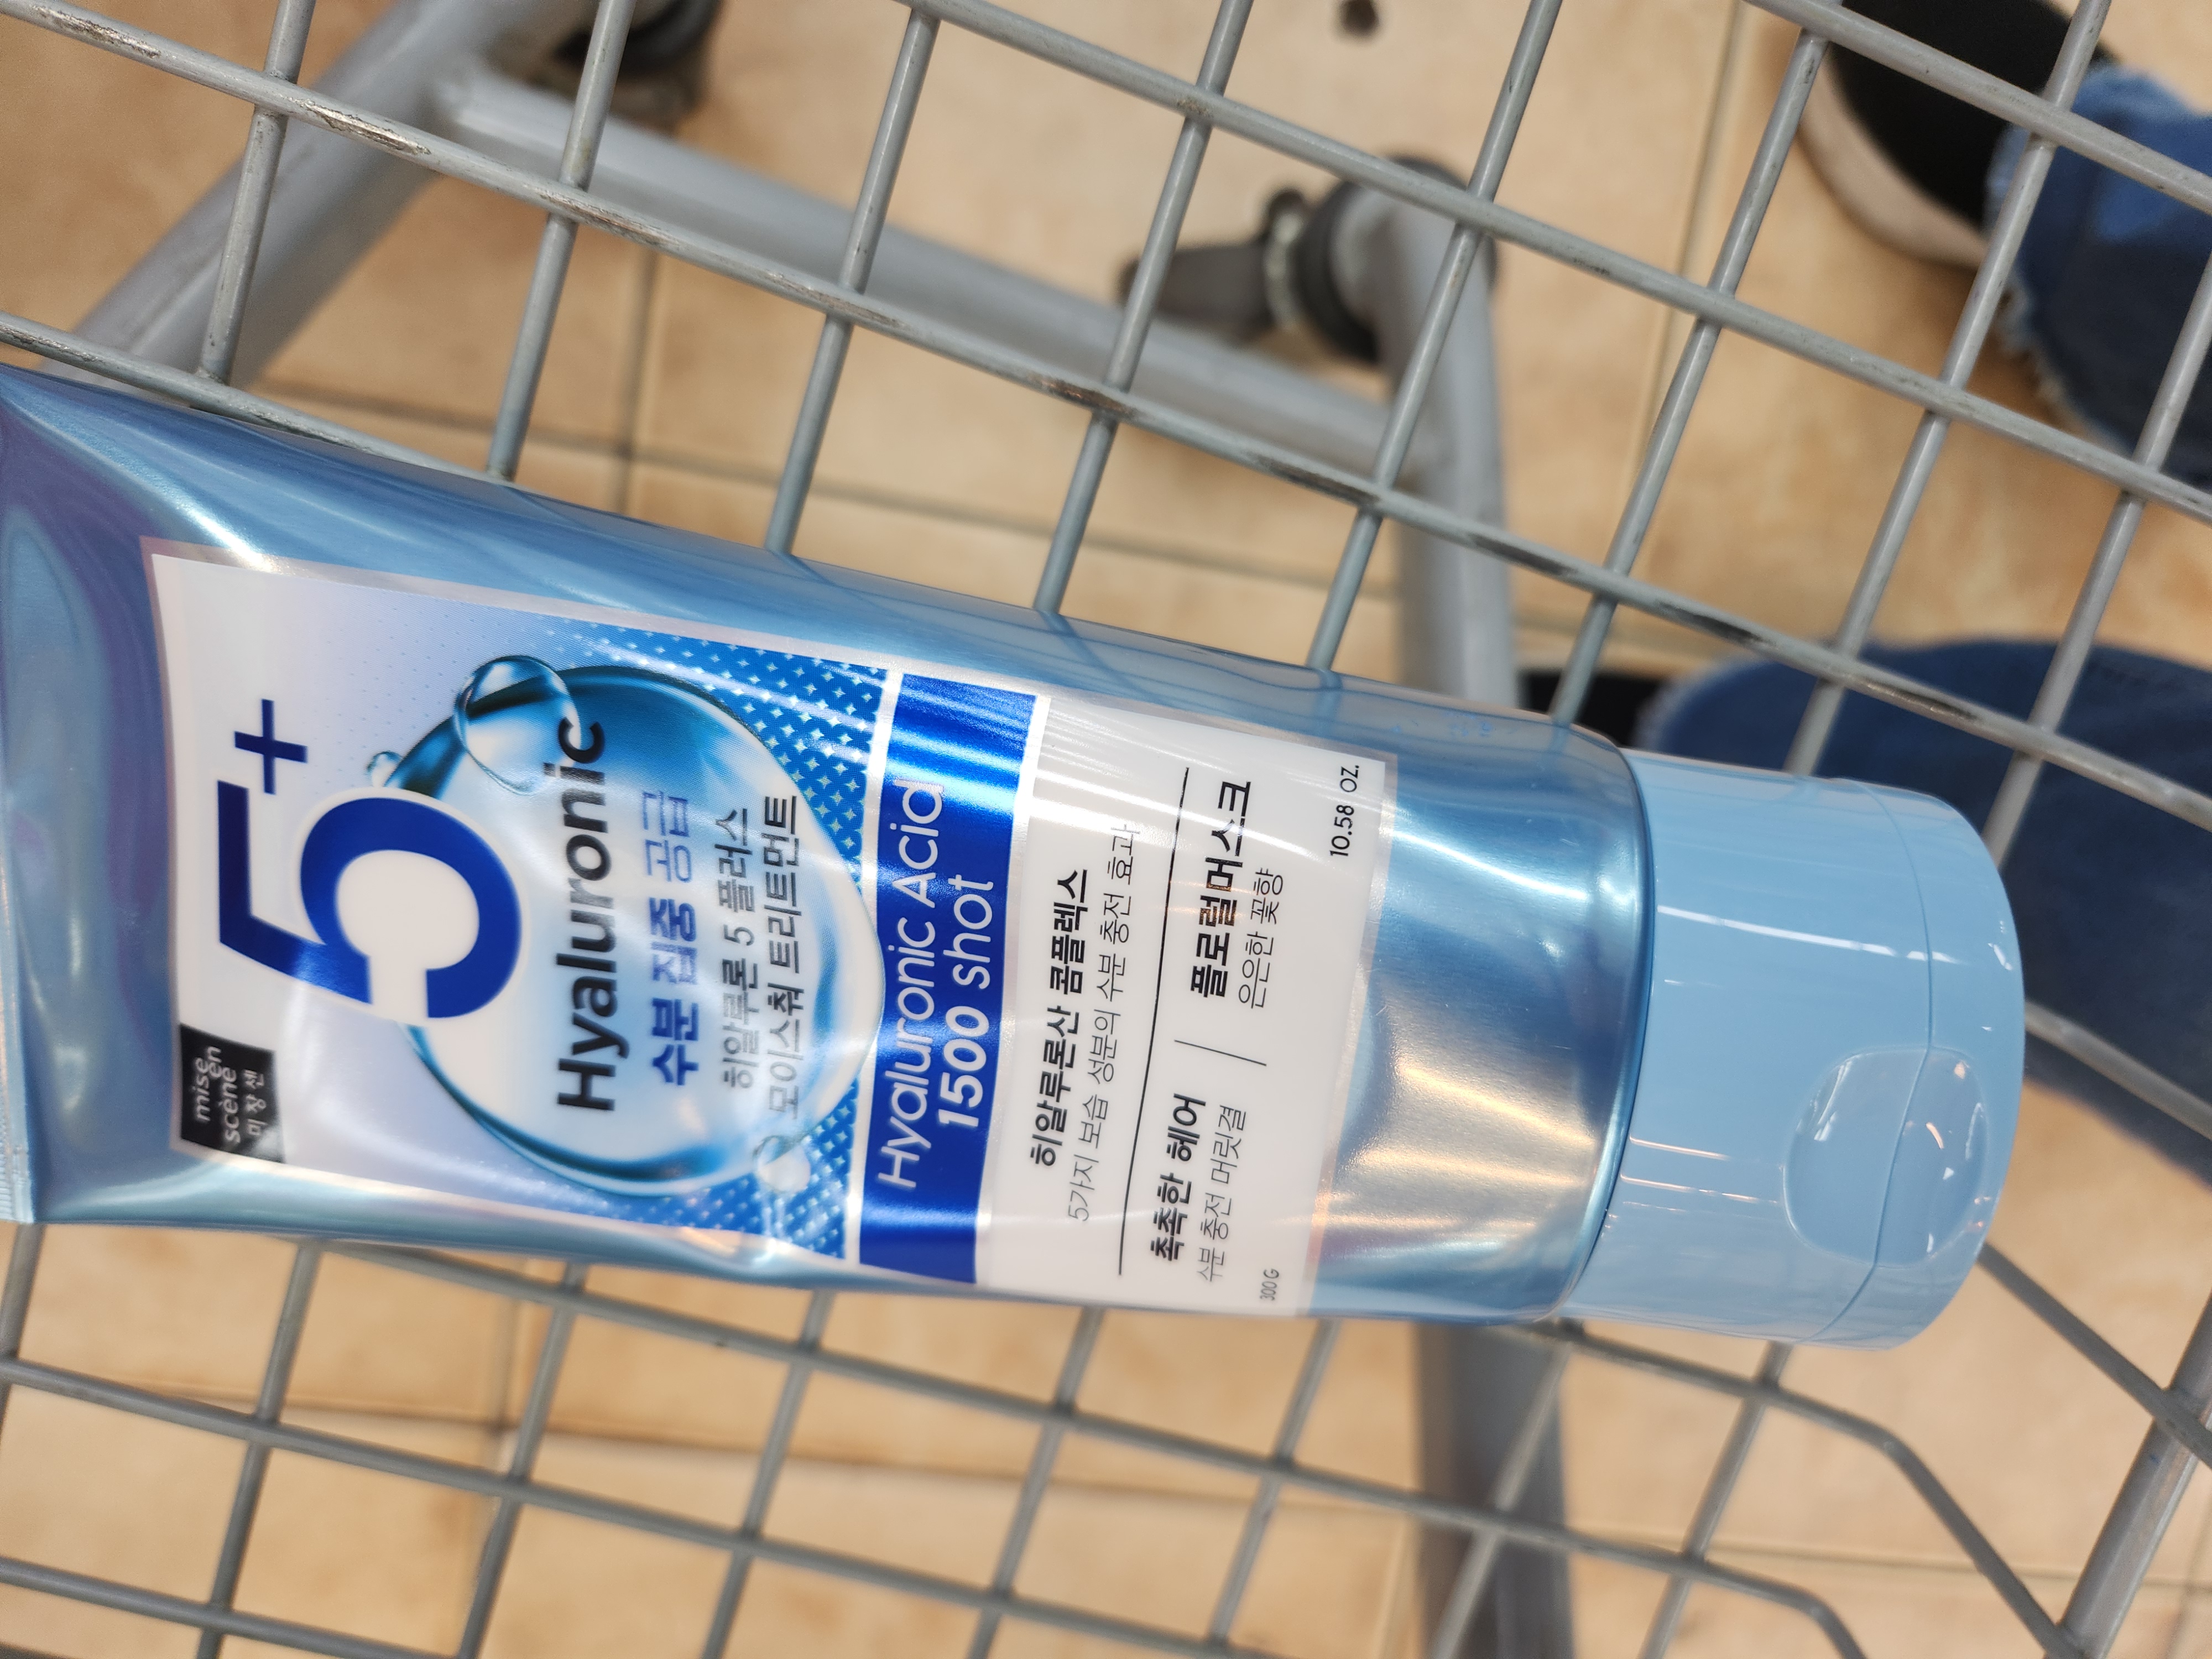 mise
en
scène
미장센
5+
Hyaluronic
수분 집중 공급
히알루론 5 플러스
모이스춰 트리트먼트
Hyaluronic Acid
1500 shot
히알루론산 콤플렉스
5가지 보습 성분의 수분 충전 효과
촉촉한 헤어
수분 충전 머릿결
플로럴머스크
은은한 꽃향
300G
10.58 OZ.